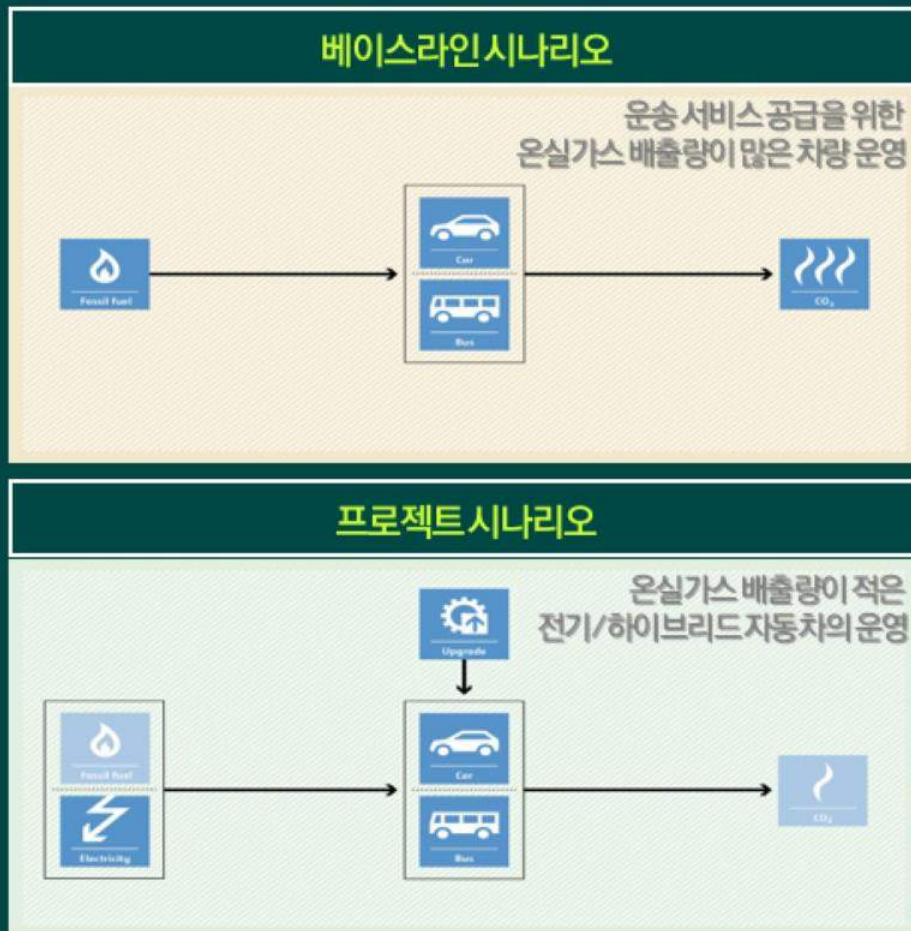 베이스라인 시나리오
운송 서비스 공급을 위한
온실가스 배출량이 많은 차량 운영
Fossil fuel
Car
Bus
CO₂
프로젝트 시나리오
온실가스 배출량이 적은
전기/하이브리드 자동차의 운영
Upgrade
Fossil fuel
Electricity
Car
Bus
CO₂